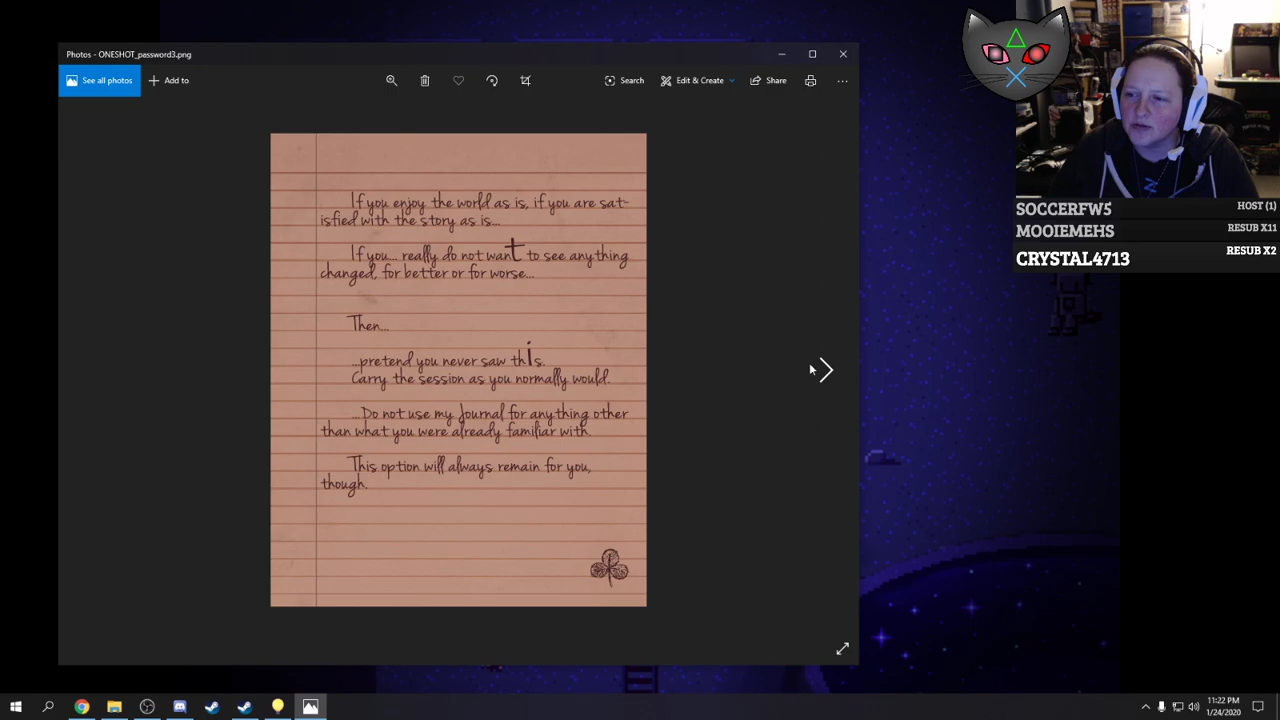 Photos - ONESHOT_password3.png
See all photos
Add to
Search
Edit & Create
Share
If you enjoy the world as is, if you are sat-
isfied with the story as is...
If you... really do not want to see anything
changed, for better or for worse...
Then...
...pretend you never saw this.
Carry the session as you normally would.
...Do not use my Journal for anything other
than what you were already familiar with.
This option will always remain for you,
though.
SOCCERFW5
HOST (1)
MOOIEMEHS
RESUB X11
CRYSTAL4713
RESUB X2
11:22 PM
1/24/2020